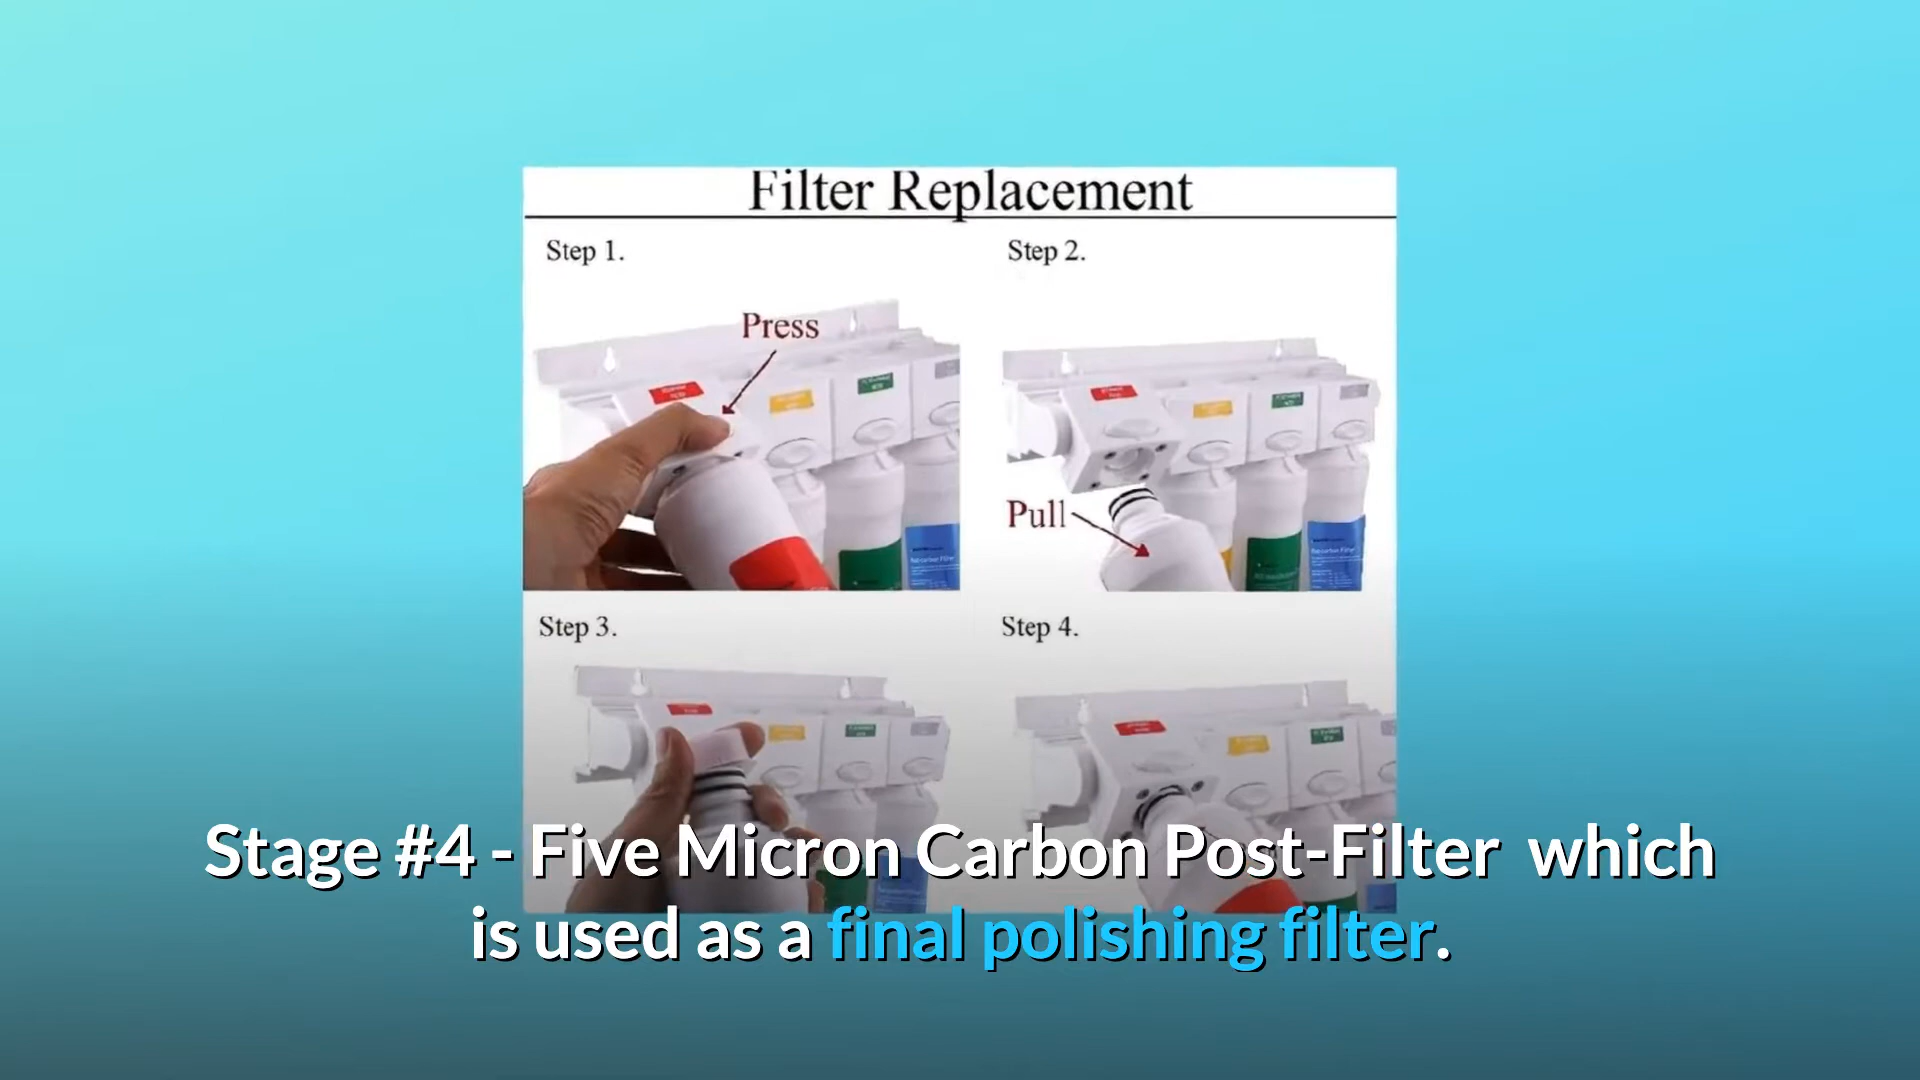 Filter Replacement
Step 1.
Step 2.
Press
Pull
Step 3.
Step 4.
Stage #4 - Five Micron Carbon Post-Filter which
is used as a final polishing filter.